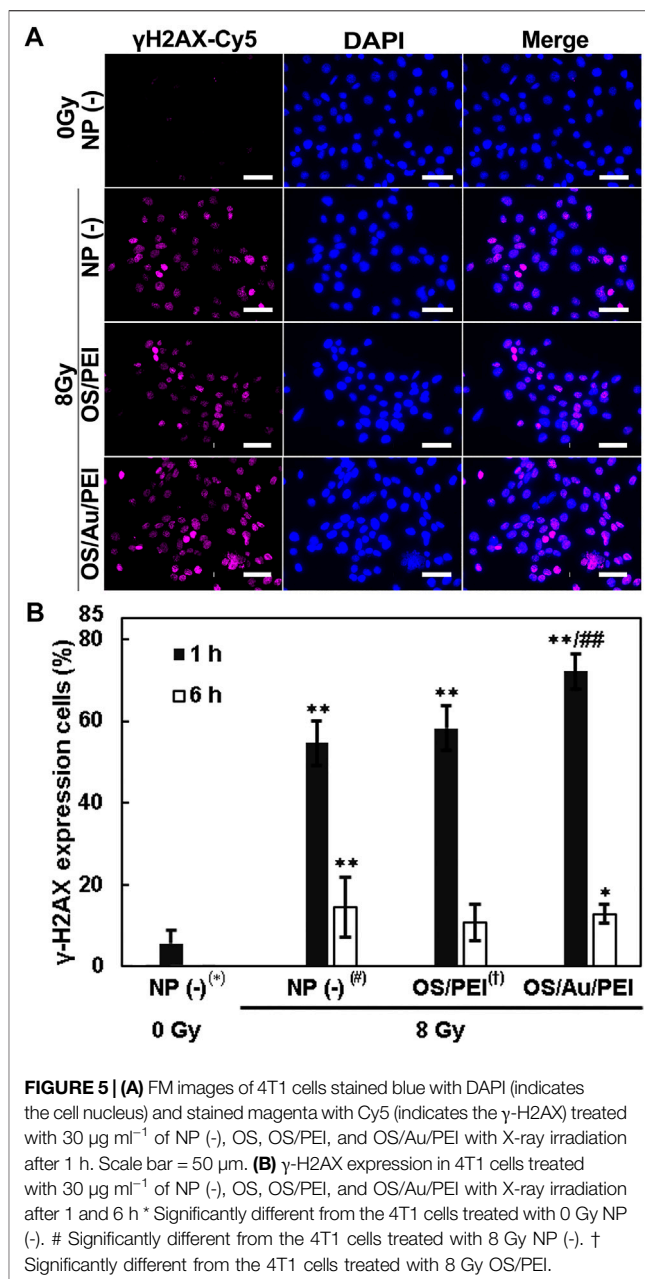 A
γH2AX-Cy5 DAPI Merge
0Gy
NP (-)
8Gy
NP (-)
OS/PEI
OS/Au/PEI
B
γ-H2AX expression cells (%)
85
80
60
40
20
0
1 h
6 h
**
**
**
**/##
*
NP (-)(*) NP (-)(#) OS/PEI(†) OS/Au/PEI
0 Gy 8 Gy
FIGURE 5 | (A) FM images of 4T1 cells stained blue with DAPI (indicates
the cell nucleus) and stained magenta with Cy5 (indicates the γ-H2AX) treated
with 30 μg ml⁻¹ of NP (-), OS, OS/PEI, and OS/Au/PEI with X-ray irradiation
after 1 h. Scale bar = 50 μm. (B) γ-H2AX expression in 4T1 cells treated
with 30 μg ml⁻¹ of NP (-), OS, OS/PEI, and OS/Au/PEI with X-ray irradiation
after 1 and 6 h * Significantly different from the 4T1 cells treated with 0 Gy NP
(-). # Significantly different from the 4T1 cells treated with 8 Gy NP (-). †
Significantly different from the 4T1 cells treated with 8 Gy OS/PEI.